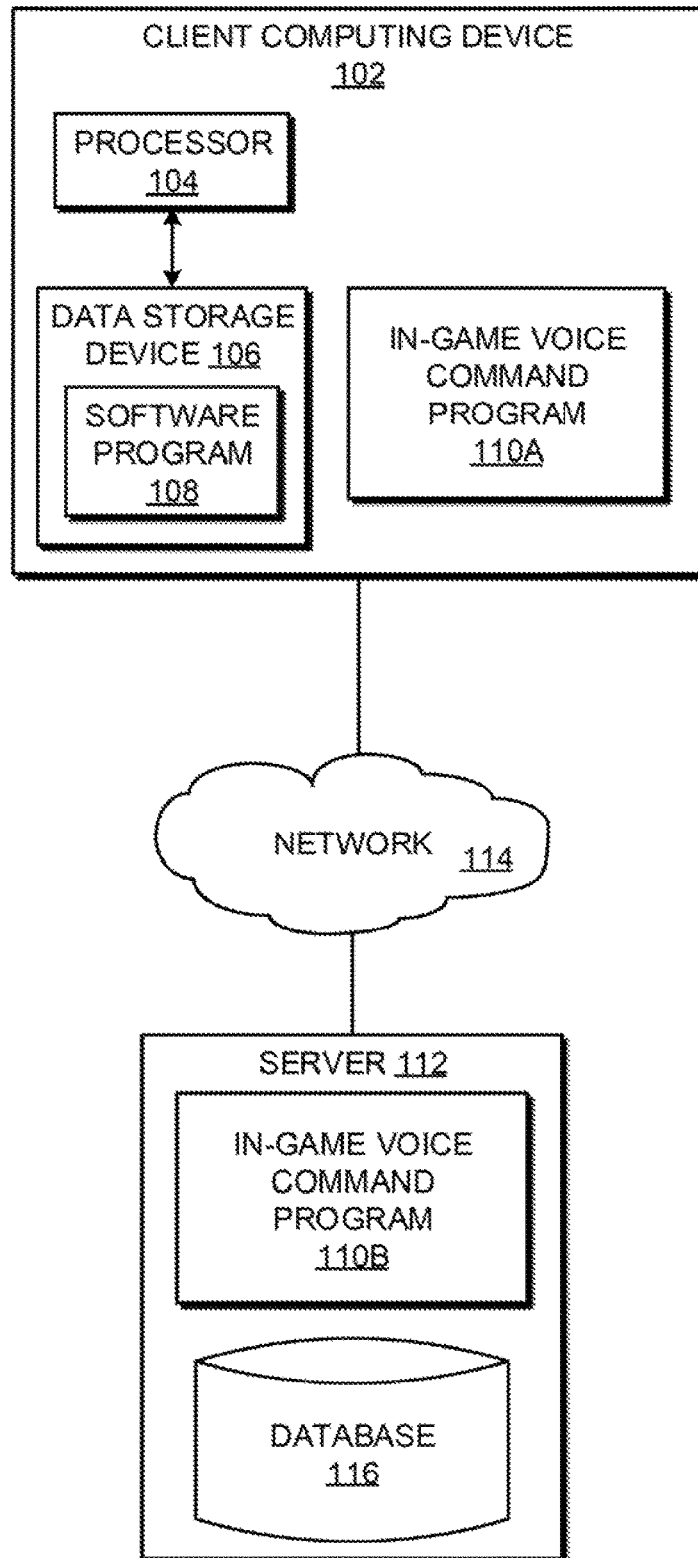 CLIENT COMPUTING DEVICE
102
PROCESSOR
104
DATA STORAGE
DEVICE 106
SOFTWARE
PROGRAM
108
IN-GAME VOICE
COMMAND
PROGRAM
110A
NETWORK 114
SERVER 112
IN-GAME VOICE
COMMAND
PROGRAM
110B
DATABASE
116